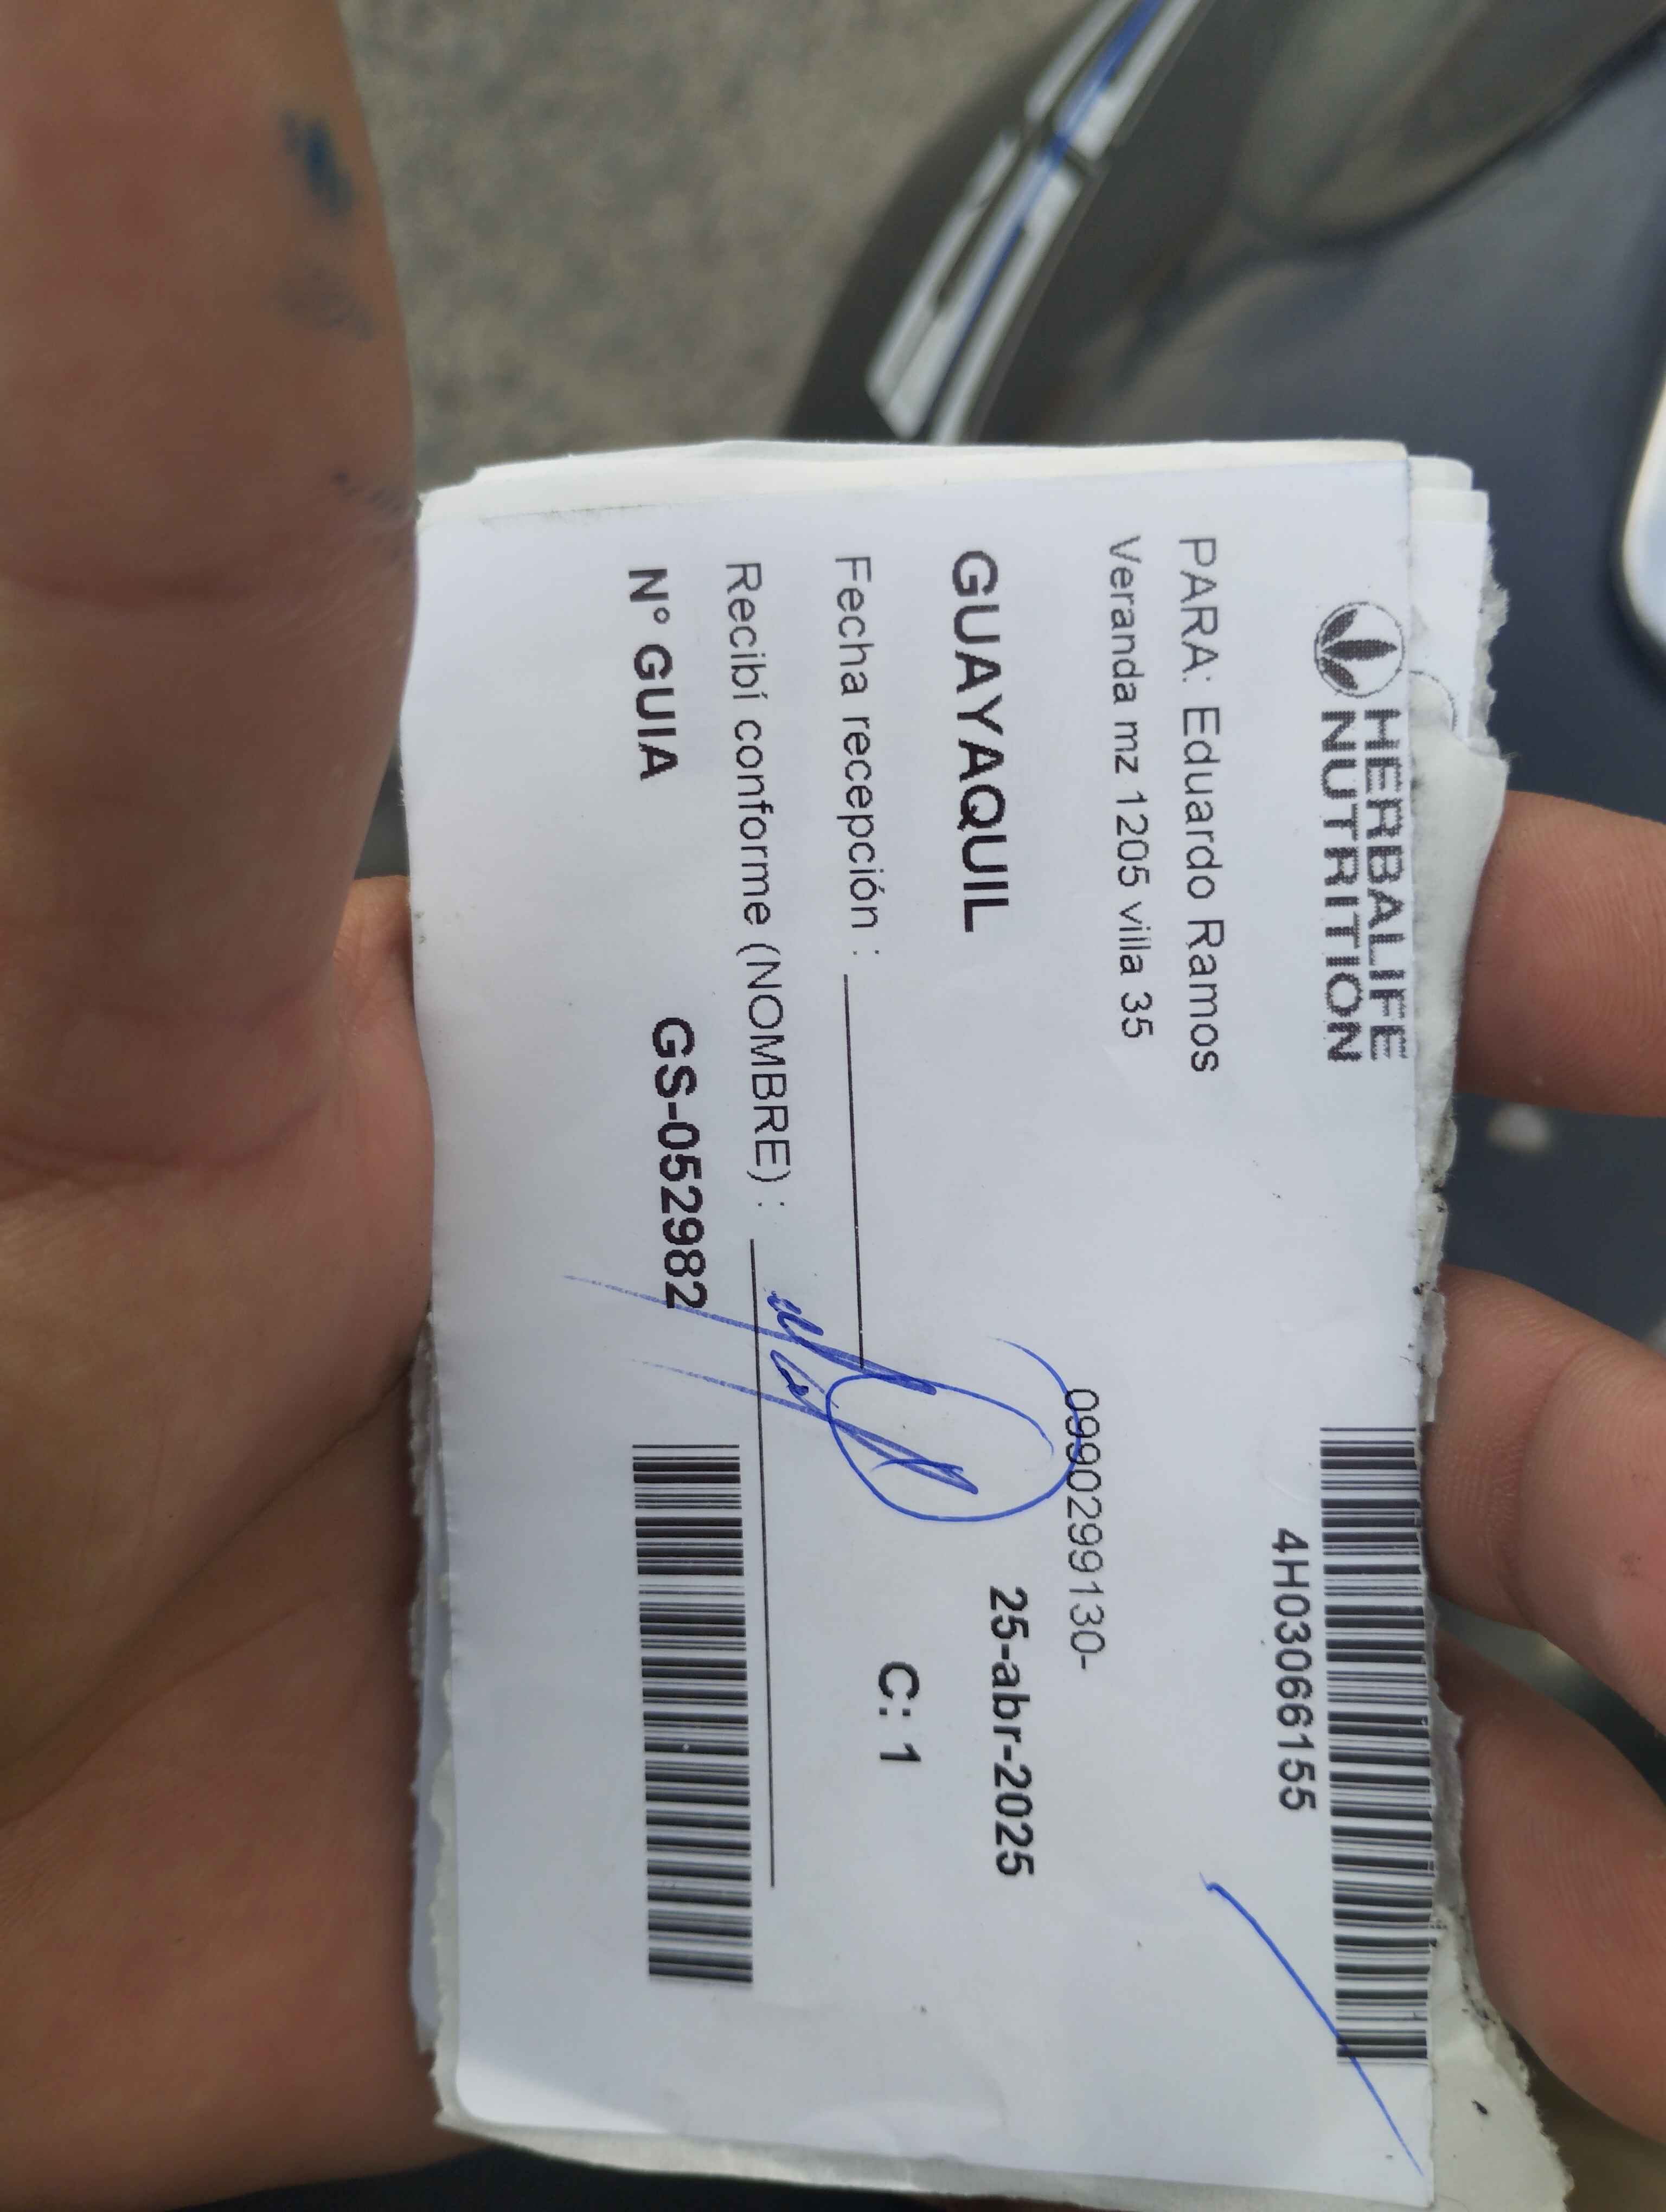 HERBALIFE
NUTRITION
4H03066155
PARA: Eduardo Ramos
Veranda mz 1205 villa 35
0990299130-
GUAYAQUIL
25-abr-2025
Fecha recepción :
C: 1
Recibí conforme (NOMBRE) :
N° GUIA GS-052982